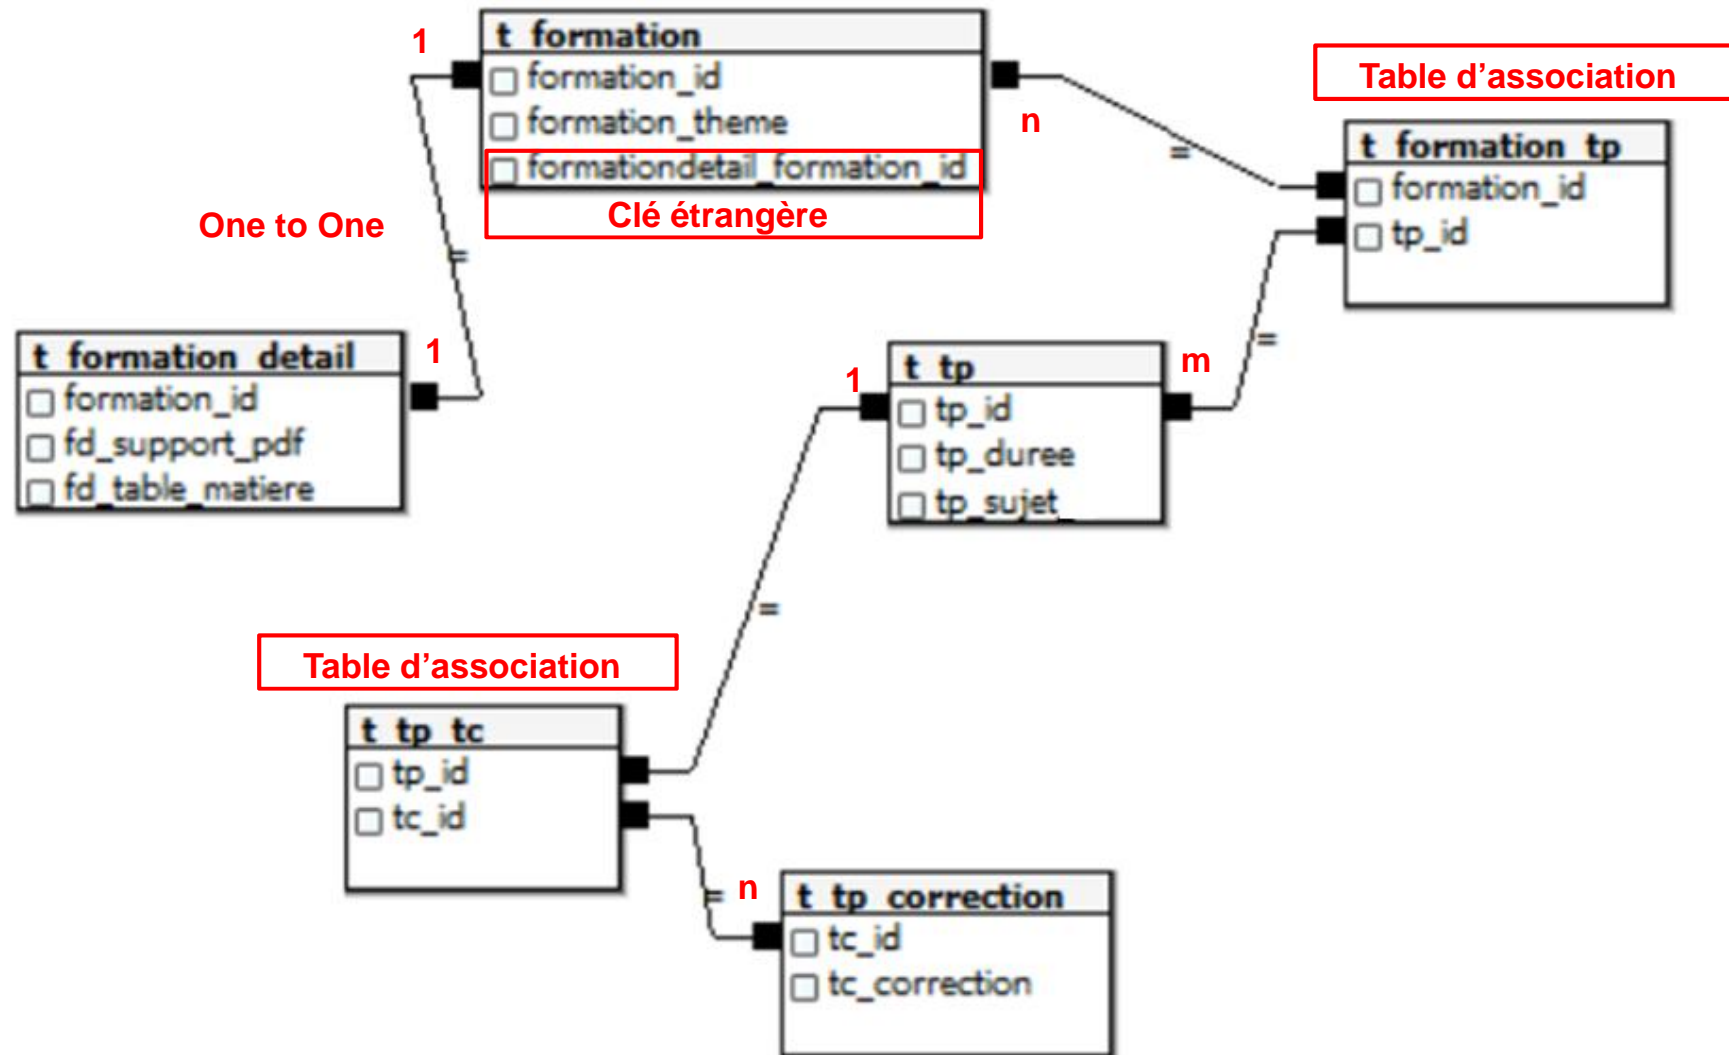 1
t_formation
formation_id
formation_theme
formationdetail_formation_id
Clé étrangère
n
Table d'association
t_formation_tp
formation_id
tp_id
=
One to One
=
1
t_formation_detail
formation_id
fd_support_pdf
fd_table_matiere
1
t_tp
tp_id
tp_duree
tp_sujet_
m
=
=
Table d'association
t_tp_tc
tp_id
tc_id
=
n
t_tp_correction
tc_id
tc_correction